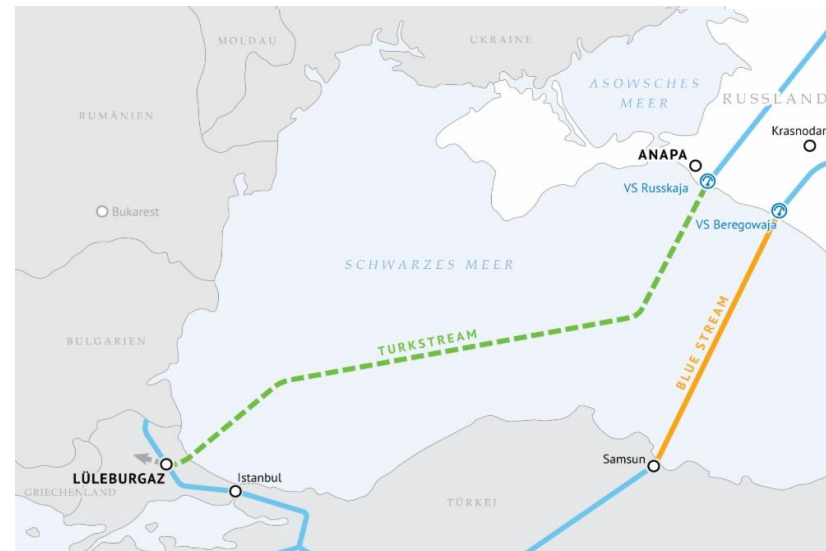 MOLDAU
UKRAINE
ASOWSCHES
MEER
RUSSLAND
RUMÄNIEN
Krasnodar
ANAPA
VS Russkaja
Bukarest
VS Beregowaja
SCHWARZES MEER
TURKSTREAM
BLUE STREAM
BULGARIEN
Samsun
LÜLEBURGAZ
Istanbul
GRIECHENLAND
TÜRKEI